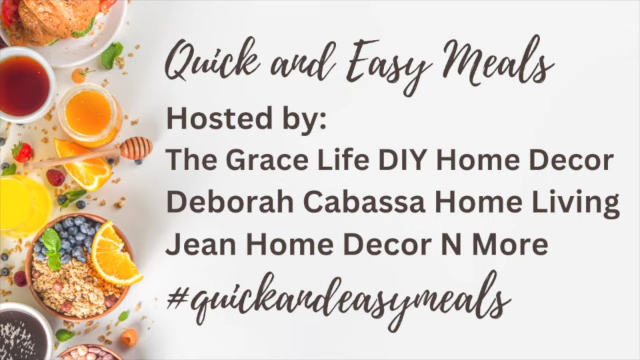 Quick and Easy Meals
Hosted by:
The Grace Life DIY Home Decor
Deborah Cabassa Home Living
Jean Home Decor N More
#quickandeasymeals